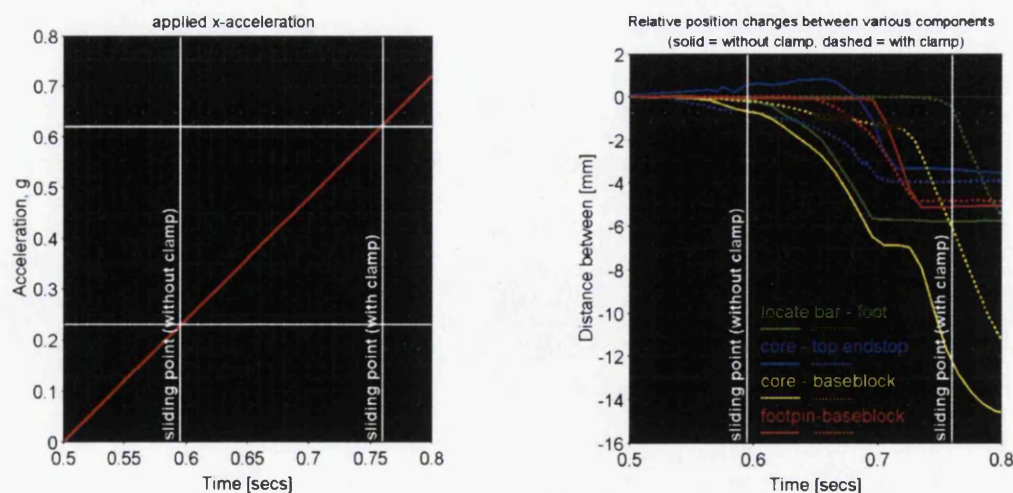 applied x-acceleration
0.8
0.7
0.6
0.5
0.4
0.3
0.2
0.1
0
Acceleration, g
sliding point (without clamp)
sliding point (with clamp)
0.5
0.55
0.6
0.65
0.7
0.75
0.8
Time [secs]
Relative position changes between various components
(solid = without clamp, dashed = with clamp)
2
0
-2
-4
-6
-8
-10
-12
-14
-16
Distance between [mm]
sliding point (without clamp)
sliding point (with clamp)
locate bar - foot
core - top endstop
core - baseblock
footpin-baseblock
0.5
0.6
0.7
0.8
Time [secs]